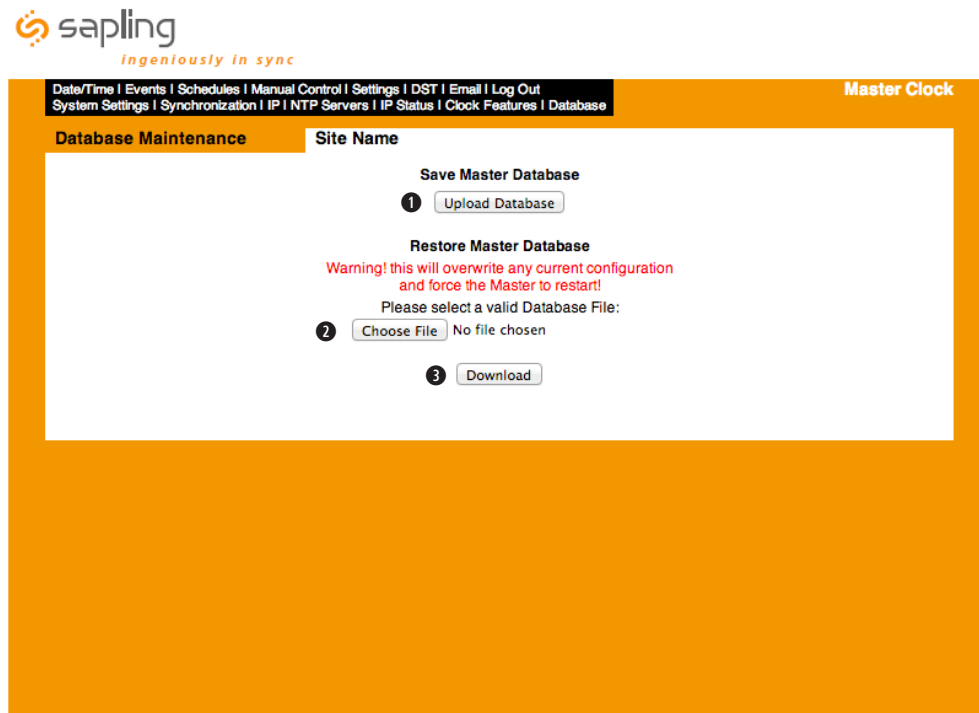 sapling
ingeniously in sync
Date/Time I Events I Schedules I Manual Control I Settings I DST I Email I Log Out
System Settings I Synchronization I IP I NTP Servers I IP Status I Clock Features I Database
Master Clock
Database Maintenance
Site Name
Save Master Database
1 Upload Database
Restore Master Database
Warning! this will overwrite any current configuration
and force the Master to restart!
Please select a valid Database File:
2 Choose File No file chosen
3 Download